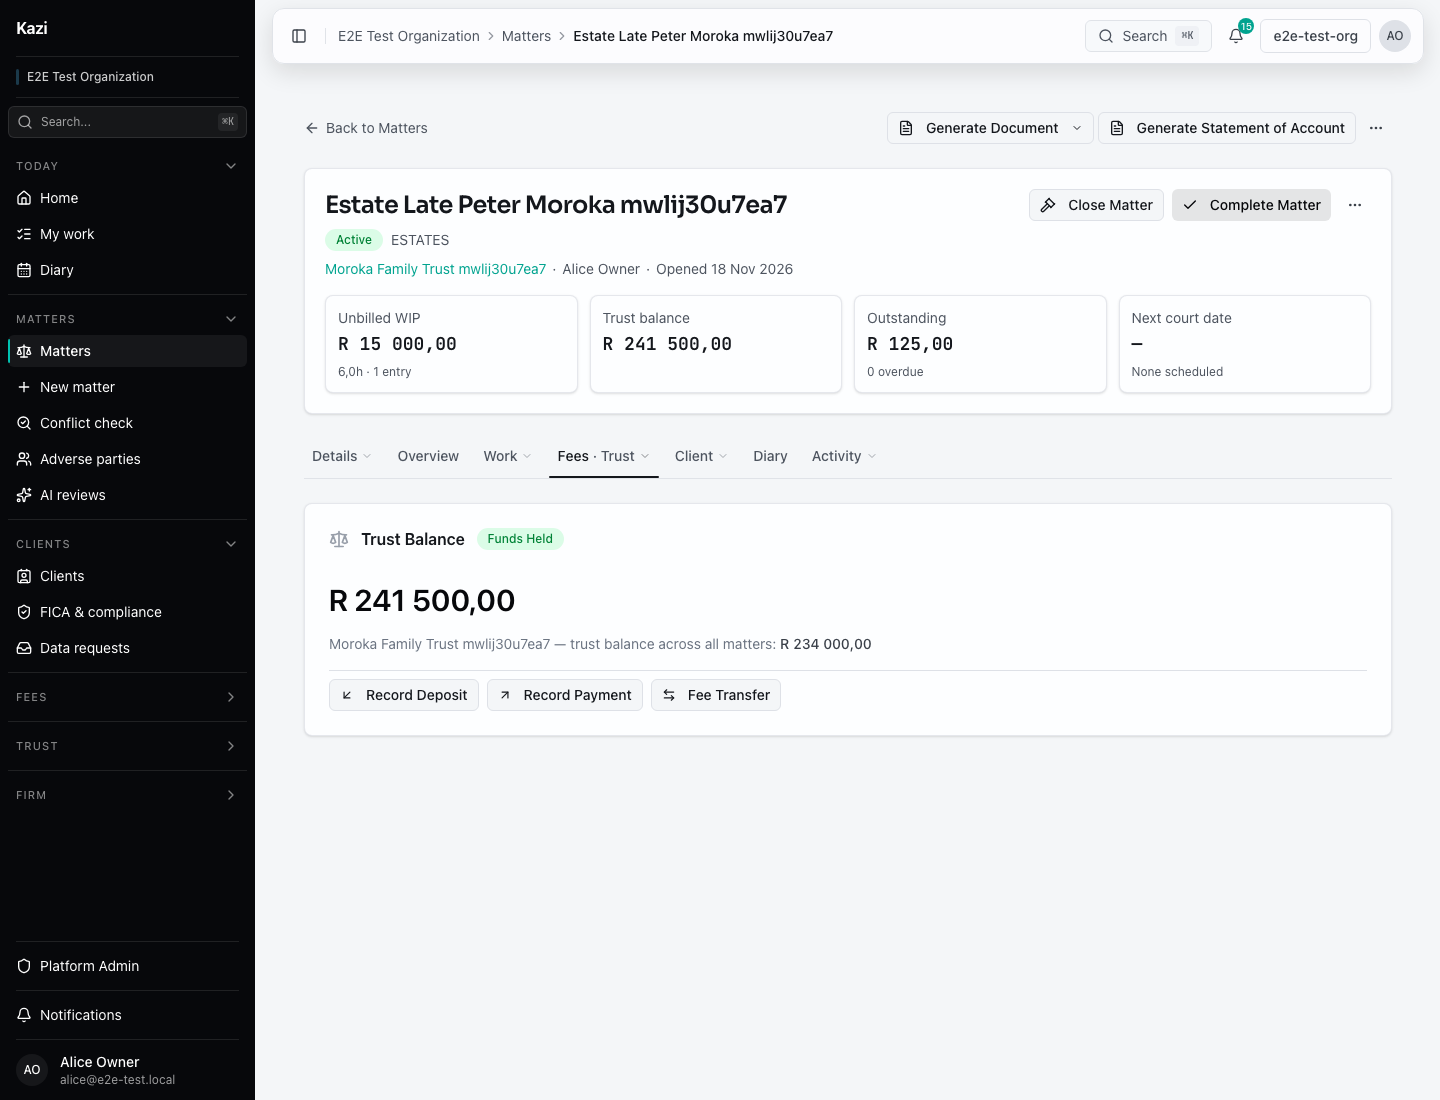 Kazi
E2E Test Organization
Search... ⌘K
TODAY
Home
My work
Diary
MATTERS
Matters
New matter
Conflict check
Adverse parties
AI reviews
CLIENTS
Clients
FICA & compliance
Data requests
FEES
TRUST
FIRM
Platform Admin
Notifications
AO Alice Owner
alice@e2e-test.local
E2E Test Organization > Matters > Estate Late Peter Moroka mwlij30u7ea7
Search ⌘K
15
e2e-test-org
AO
Back to Matters
Generate Document
Generate Statement of Account
Estate Late Peter Moroka mwlij30u7ea7
Close Matter
Complete Matter
Active ESTATES
Moroka Family Trust mwlij30u7ea7 · Alice Owner · Opened 18 Nov 2026
Unbilled WIP
R 15 000,00
6,0h · 1 entry
Trust balance
R 241 500,00
Outstanding
R 125,00
0 overdue
Next court date
—
None scheduled
Details Overview Work Fees · Trust Client Diary Activity
Trust Balance Funds Held
R 241 500,00
Moroka Family Trust mwlij30u7ea7 — trust balance across all matters: R 234 000,00
Record Deposit
Record Payment
Fee Transfer